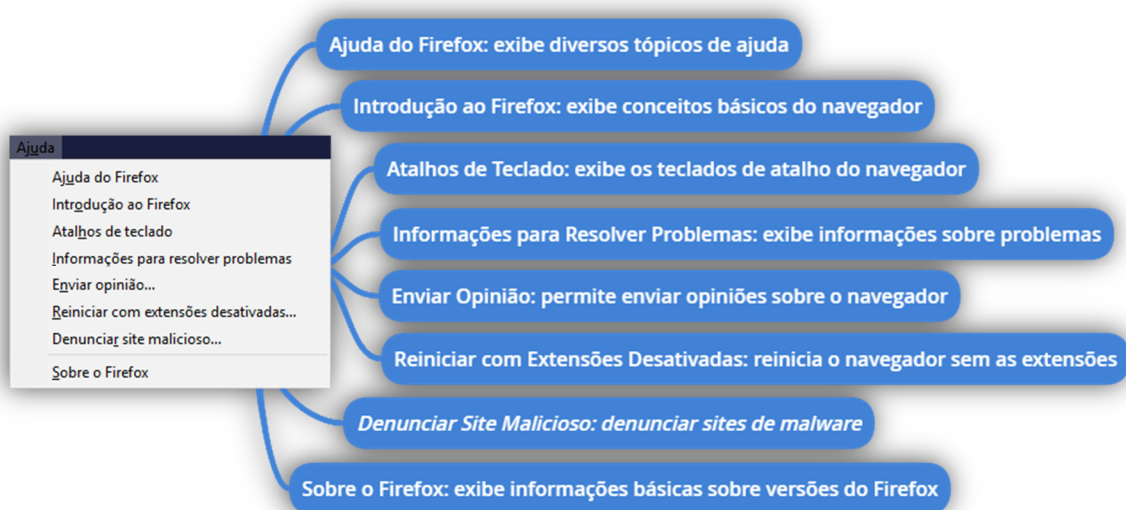 Ajuda do Firefox: exibe diversos tópicos de ajuda
Introdução ao Firefox: exibe conceitos básicos do navegador
Atalhos de Teclado: exibe os teclados de atalho do navegador
Informações para Resolver Problemas: exibe informações sobre problemas
Enviar Opinião: permite enviar opiniões sobre o navegador
Reiniciar com Extensões Desativadas: reinicia o navegador sem as extensões
Denunciar Site Malicioso: denunciar sites de malware
Sobre o Firefox: exibe informações básicas sobre versões do Firefox
Ajuda
Ajuda do Firefox
Introdução ao Firefox
Atalhos de teclado
Informações para resolver problemas
Enviar opinião...
Reiniciar com extensões desativadas...
Denunciar site malicioso...
Sobre o Firefox